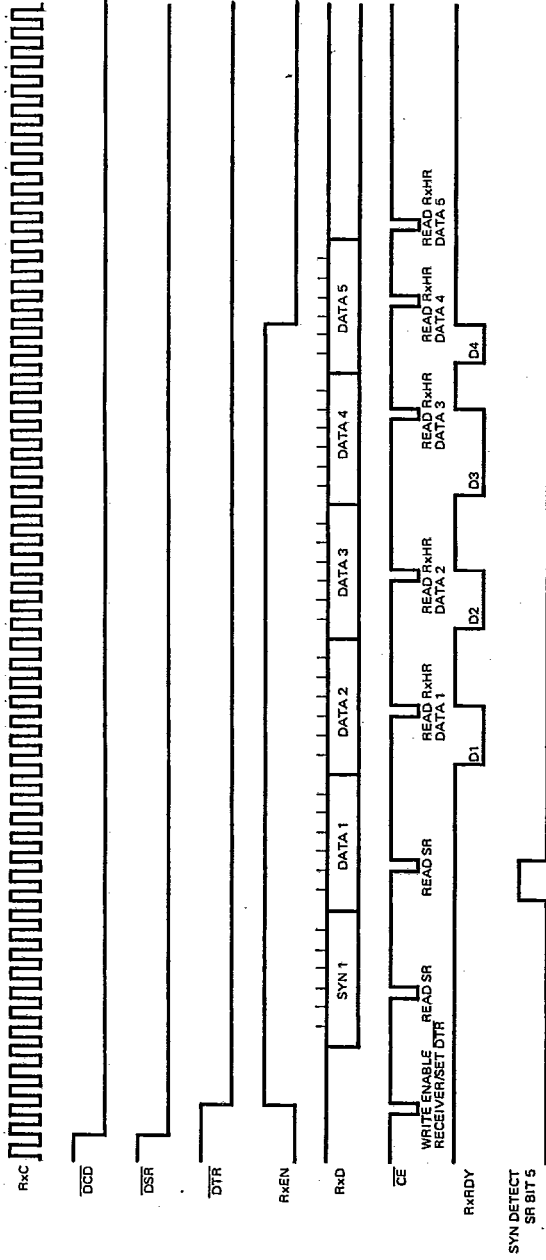 RxC
DCD
DSR
DTR
RxEN
RxD
SYN 1
DATA 1
DATA 2
DATA 3
DATA 4
DATA 5
CE
WRITE ENABLE
RECEIVER/SET DTR
READ SR
READ SR
READ RxHR
DATA 1
READ RxHR
DATA 2
READ RxHR
DATA 3
READ RxHR
DATA 4
READ RxHR
DATA 5
RxRDY
D1
D2
D3
D4
SYN DETECT
SR BIT 5